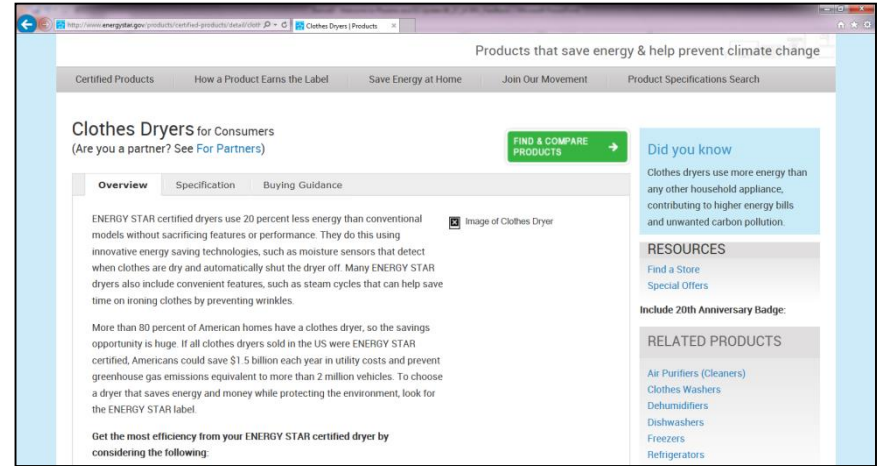 http://www.energystar.gov/products/certified-products/detail/cloth
Clothes Dryers | Products
Products that save energy & help prevent climate change
Certified Products
How a Product Earns the Label
Save Energy at Home
Join Our Movement
Product Specifications Search
Clothes Dryers for Consumers
(Are you a partner? See For Partners)
FIND & COMPARE
PRODUCTS
Overview
Specification
Buying Guidance
ENERGY STAR certified dryers use 20 percent less energy than conventional
models without sacrificing features or performance. They do this using
innovative energy saving technologies, such as moisture sensors that detect
when clothes are dry and automatically shut the dryer off. Many ENERGY STAR
dryers also include convenient features, such as steam cycles that can help save
time on ironing clothes by preventing wrinkles.
More than 80 percent of American homes have a clothes dryer, so the savings
opportunity is huge. If all clothes dryers sold in the US were ENERGY STAR
certified, Americans could save $1.5 billion each year in utility costs and prevent
greenhouse gas emissions equivalent to more than 2 million vehicles. To choose
a dryer that saves energy and money while protecting the environment, look for
the ENERGY STAR label.
Get the most efficiency from your ENERGY STAR certified dryer by
considering the following:
Image of Clothes Dryer
Did you know
Clothes dryers use more energy than
any other household appliance,
contributing to higher energy bills
and unwanted carbon pollution.
RESOURCES
Find a Store
Special Offers
Include 20th Anniversary Badge:
RELATED PRODUCTS
Air Purifiers (Cleaners)
Clothes Washers
Dehumidifiers
Dishwashers
Freezers
Refrigerators